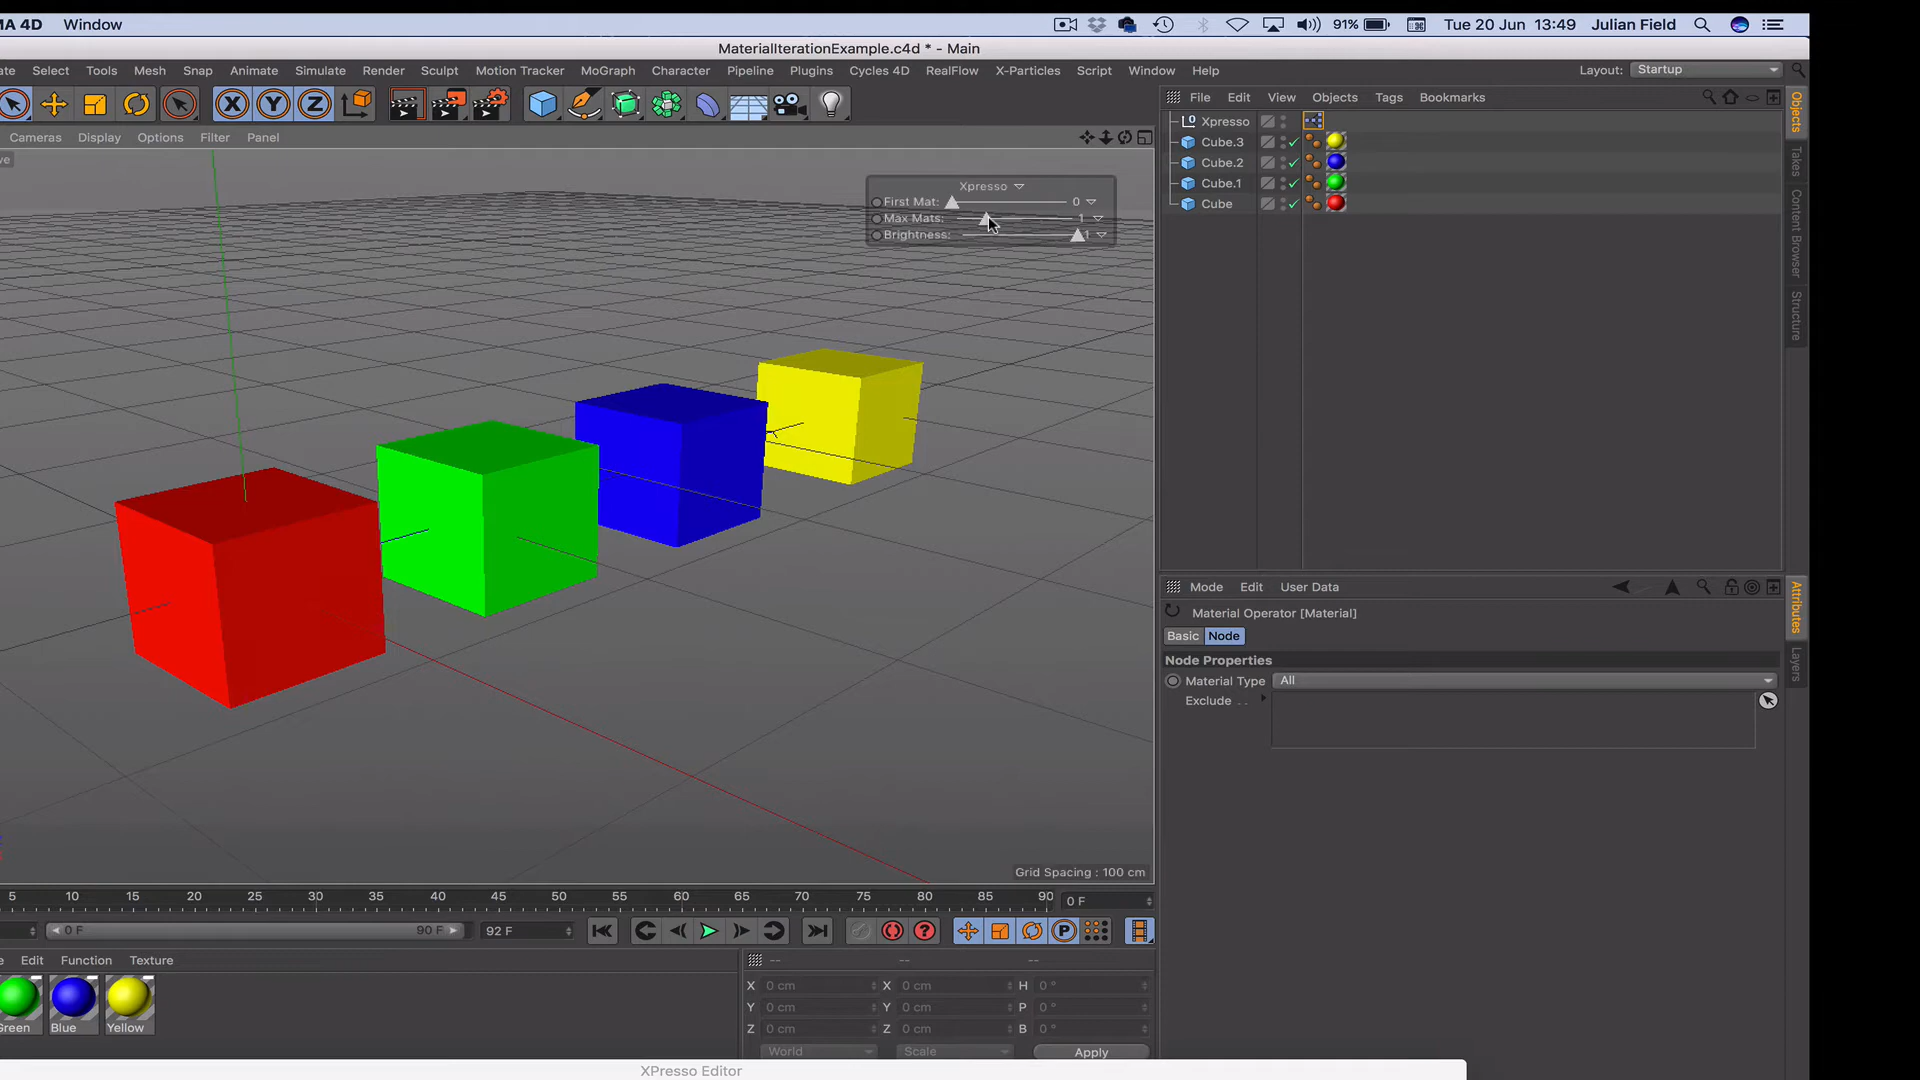 MA 4D Window 91% Tue 20 Jun 13:49 Julian Field
MaterialIterationExample.c4d * - Main
ate Select Tools Mesh Snap Animate Simulate Render Sculpt Motion Tracker MoGraph Character Pipeline Plugins Cycles 4D RealFlow X-Particles Script Window Help Layout: Startup
X Y Z
File Edit View Objects Tags Bookmarks
Cameras Display Options Filter Panel
Xpresso
Cube.3
Cube.2
Cube.1
Cube
Xpresso
First Mat: 0
Max Mats: 1
Brightness: 1
Objects
Takes
Content Browser
Structure
Mode Edit User Data
Material Operator [Material]
Basic Node
Node Properties
Material Type All
Exclude
Attributes
Layers
Grid Spacing : 100 cm
5 10 15 20 25 30 35 40 45 50 55 60 65 70 75 80 85 90 0 F
0 F 90 F 92 F
P
e Edit Function Texture
Green Blue Yellow
-- -- --
X 0 cm X 0 cm H 0 °
Y 0 cm Y 0 cm P 0 °
Z 0 cm Z 0 cm B 0 °
World Scale Apply
XPresso Editor